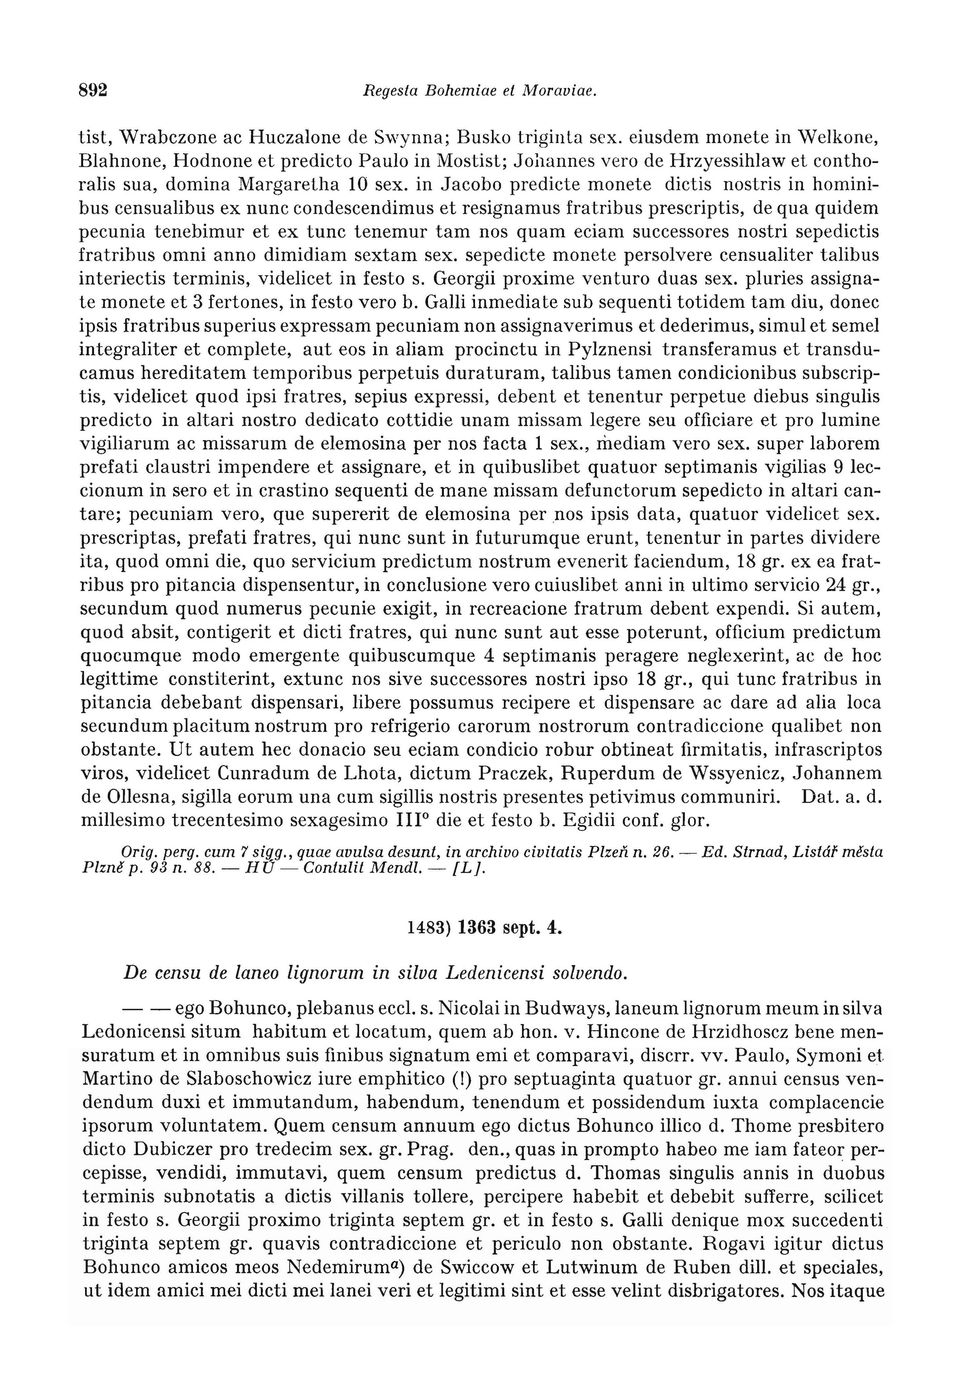 892 Regesta Bohemiae et Moraviae.
tist, Wrabczone ac Huczalone de Swynna; Busko triginta sex. eiusdem monete in Welkone,
Blahnone, Hodnone et predicto Paulo in Mostist; Johannes vero de Hrzyessihlaw et contho-
ralis sua, domina Margaretha 10 sex. in Jacobo predicte monete dictis nostris in homini-
bus censualibus ex nunc condescendimus et resignamus fratribus prescriptis, de qua quidem
pecunia tenebimur et ex tunc tenemur tam nos quam eciam successores nostri sepedictis
fratribus omni anno dimidiam sextam sex. sepedicte monete persolvere censualiter talibus
interiectis terminis, videlicet in festo s. Georgii proxime venturo duas sex. pluries assigna-
te monete et 3 fertones, in festo vero b. Galli inmediate sub sequenti totidem tam diu, donec
ipsis fratribus superius expressam pecuniam non assignaverimus et dederimus, simul et semel
integraliter et complete, aut eos in aliam procinctu in Pylznensi transferamus et transdu-
camus hereditatem temporibus perpetuis duraturam, talibus tamen condicionibus subscrip-
tis, videlicet quod ipsi fratres, sepius expressi, debent et tenentur perpetue diebus singulis
predicto in altari nostro dedicato cottidie unam missam legere seu officiare et pro lumine
vigiliarum ac missarum de elemosina per nos facta 1 sex., mediam vero sex. super laborem
prefati claustri impendere et assignare, et in quibuslibet quatuor septimanis vigilias 9 lec-
cionum in sero et in crastino sequenti de mane missam defunctorum sepedicto in altari can-
tare; pecuniam vero, que supererit de elemosina per nos ipsis data, quatuor videlicet sex.
prescriptas, prefati fratres, qui nunc sunt in futurumque erunt, tenentur in partes dividere
ita, quod omni die, quo servicium predictum nostrum evenerit faciendum, 18 gr. ex ea frat-
ribus pro pitancia dispensentur, in conclusione vero cuiuslibet anni in ultimo servicio 24 gr.,
secundum quod numerus pecunie exigit, in recreacione fratrum debent expendi. Si autem,
quod absit, contigerit et dicti fratres, qui nunc sunt aut esse poterunt, officium predictum
quocumque modo emergente quibuscumque 4 septimanis peragere neglexerint, ac de hoc
legittime constiterint, extunc nos sive successores nostri ipso 18 gr., qui tunc fratribus in
pitancia debebant dispensari, libere possumus recipere et dispensare ac dare ad alia loca
secundum placitum nostrum pro refrigerio carorum nostrorum contradiccione qualibet non
obstante. Ut autem hec donacio seu eciam condicio robur obtineat firmitatis, infrascriptos
viros, videlicet Cunradum de Lhota, dictum Praczek, Ruperdum de Wssyenicz, Johannem
de Ollesna, sigilla eorum una cum sigillis nostris presentes petivimus communiri. Dat. a. d.
millesimo trecentesimo sexagesimo III° die et festo b. Egidii conf. glor.
Orig. perg. cum 7 sigg., quae avulsa desunt, in archivo civitatis Plzeň n. 26. — Ed. Strnad, Listář města
Plzně p. 93 n. 88. — HÚ — Contulit Mendl. — [L].
1483) 1363 sept. 4.
De censu de laneo lignorum in silva Ledenicensi solvendo.
— — ego Bohunco, plebanus eccl. s. Nicolai in Budways, laneum lignorum meum in silva
Ledonicensi situm habitum et locatum, quem ab hon. v. Hincone de Hrzidhoscz bene men-
suratum et in omnibus suis finibus signatum emi et comparavi, discrr. vv. Paulo, Symoni et
Martino de Slaboschowicz iure emphitico (!) pro septuaginta quatuor gr. annui census ven-
dendum duxi et immutandum, habendum, tenendum et possidendum iuxta complacencie
ipsorum voluntatem. Quem censum annuum ego dictus Bohunco illico d. Thome presbitero
dicto Dubiczer pro tredecim sex. gr. Prag. den., quas in prompto habeo me iam fateor per-
cepisse, vendidi, immutavi, quem censum predictus d. Thomas singulis annis in duobus
terminis subnotatis a dictis villanis tollere, percipere habebit et debebit sufferre, scilicet
in festo s. Georgii proximo triginta septem gr. et in festo s. Galli denique mox succedenti
triginta septem gr. quavis contradiccione et periculo non obstante. Rogavi igitur dictus
Bohunco amicos meos Nedemirumᵃ) de Swiccow et Lutwinum de Ruben dill. et speciales,
ut idem amici mei dicti mei lanei veri et legitimi sint et esse velint disbrigatores. Nos itaque